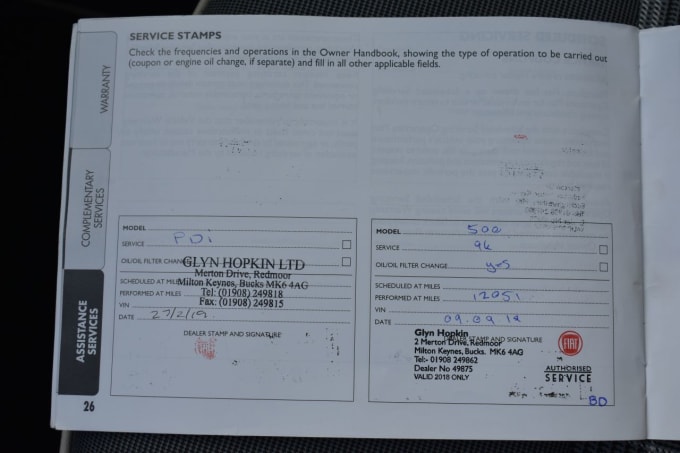 SERVICE STAMPS
Check the frequencies and operations in the Owner Handbook, showing the type of operation to be carried out
(coupon or engine oil change, if separate) and fill in all other applicable fields.
WARRANTY
COMPLEMENTARY
SERVICES
ASSISTANCE
SERVICES
MODEL
SERVICE PDi
OIL/OIL FILTER CHANGE
GLYN HOPKIN LTD
Merton Drive, Redmoor
SCHEDULED AT MILES
Milton Keynes, Bucks MK6 4AG
PERFORMED AT MILES
Tel: (01908) 249818
VIN
Fax: (01908) 249815
DATE 27/2/19
DEALER STAMP AND SIGNATURE
MODEL 500
SERVICE
OIL/OIL FILTER CHANGE yes
SCHEDULED AT MILES
PERFORMED AT MILES 12051
VIN
DATE 09.09.19
Glyn Hopkin
DEALER STAMP AND SIGNATURE
2 Merton Drive, Redmoor
Milton Keynes, Bucks. MK6 4AG
Tel:- 01908 249862
Dealer No 49875
VALID 2018 ONLY
FIAT
AUTHORISED
SERVICE
BD
26